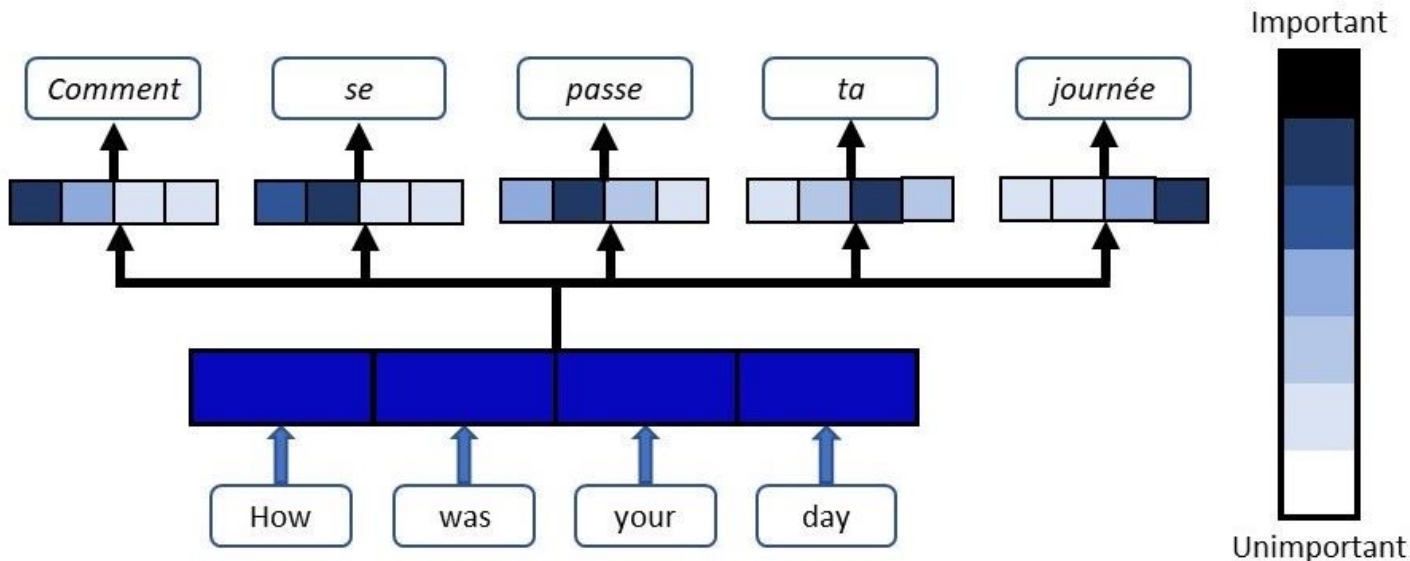 Important
Comment
se
passe
ta
journée
How
was
your
day
Unimportant